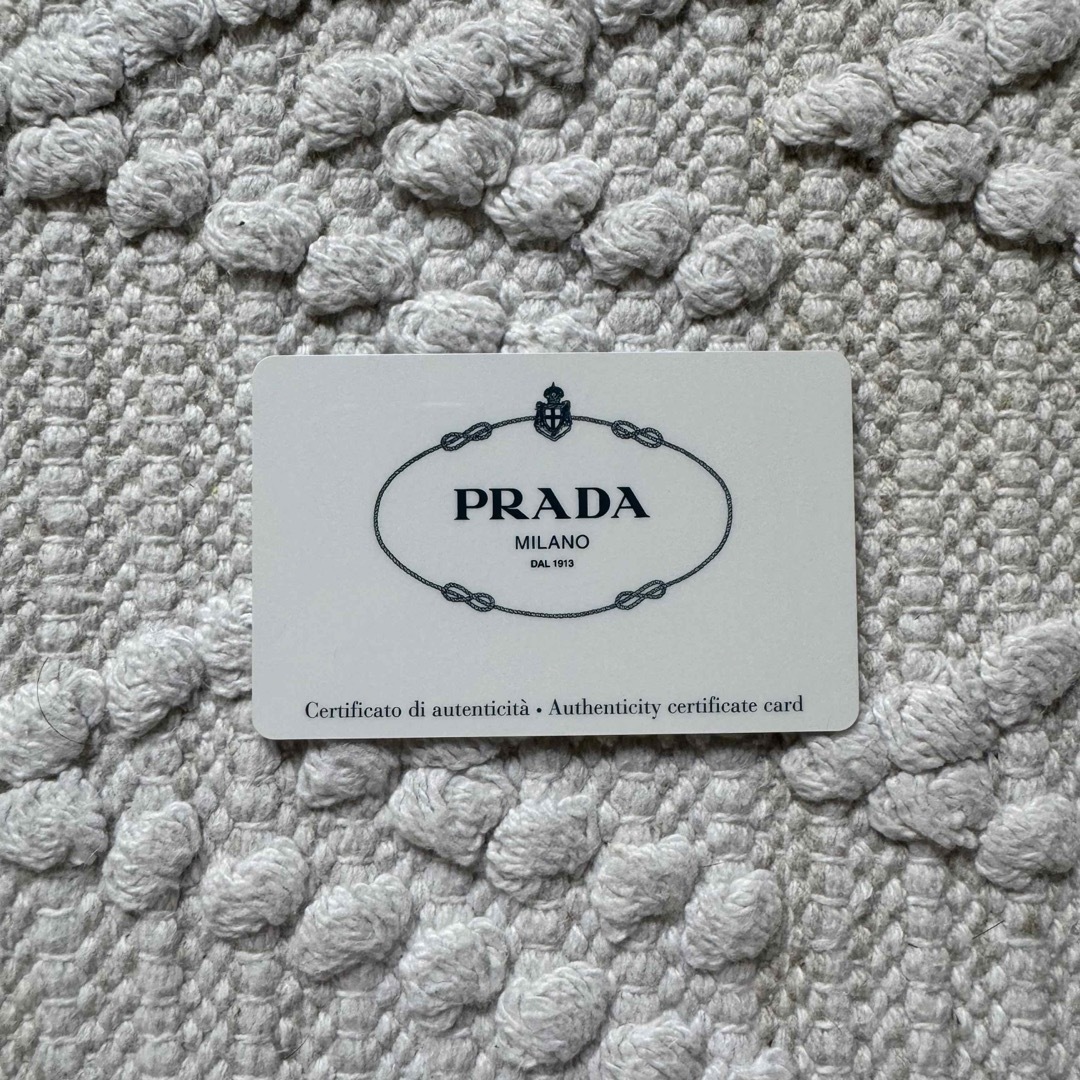 PRADA
MILANO
DAL 1913
Certificato di autenticità • Authenticity certificate card